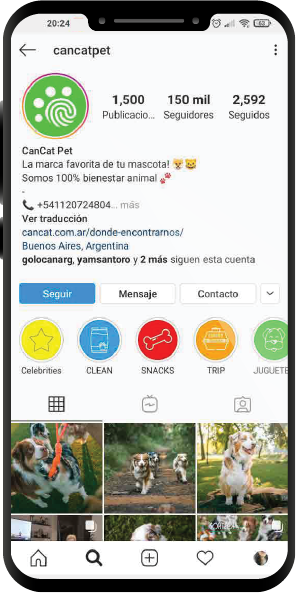 20:24
62
cancatpet
1,500
150 mil
2,592
Publicacio...
Seguidores
Seguidos
CanCat Pet
La marca favorita de tu mascota!
Somos 100% bienestar animal
-
+541120724804... más
Ver traducción
cancat.com.ar/donde-encontrarnos/
Buenos Aires, Argentina
golocanarg, yamsantoro y 2 más siguen esta cuenta
Seguir
Mensaje
Contacto
Celebrities
CLEAN
SNACKS
TRIP
JUGUETE